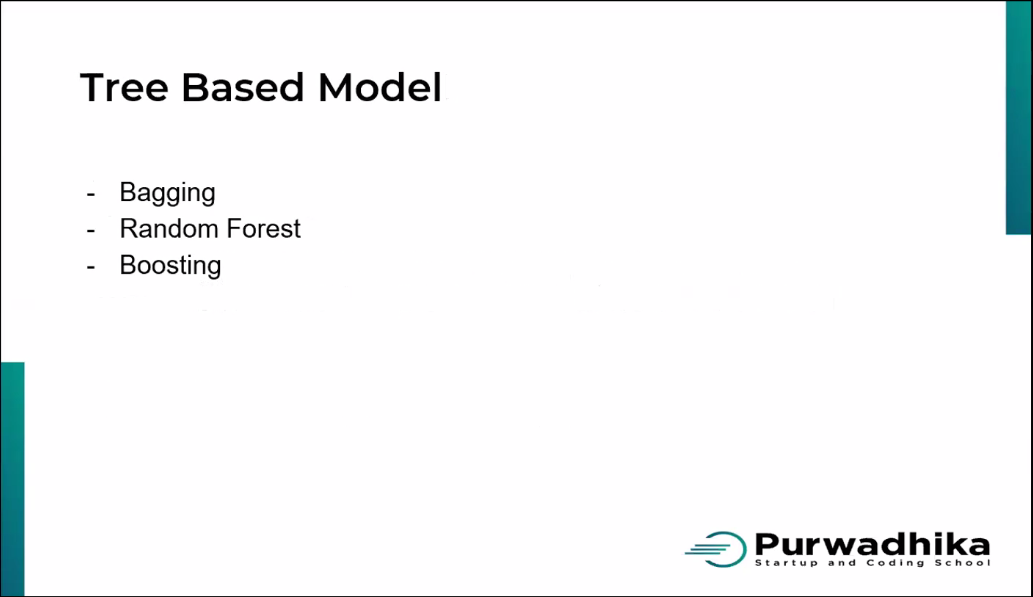 Tree Based Model
- Bagging
- Random Forest
- Boosting
Purwadhika
Startup and Coding School